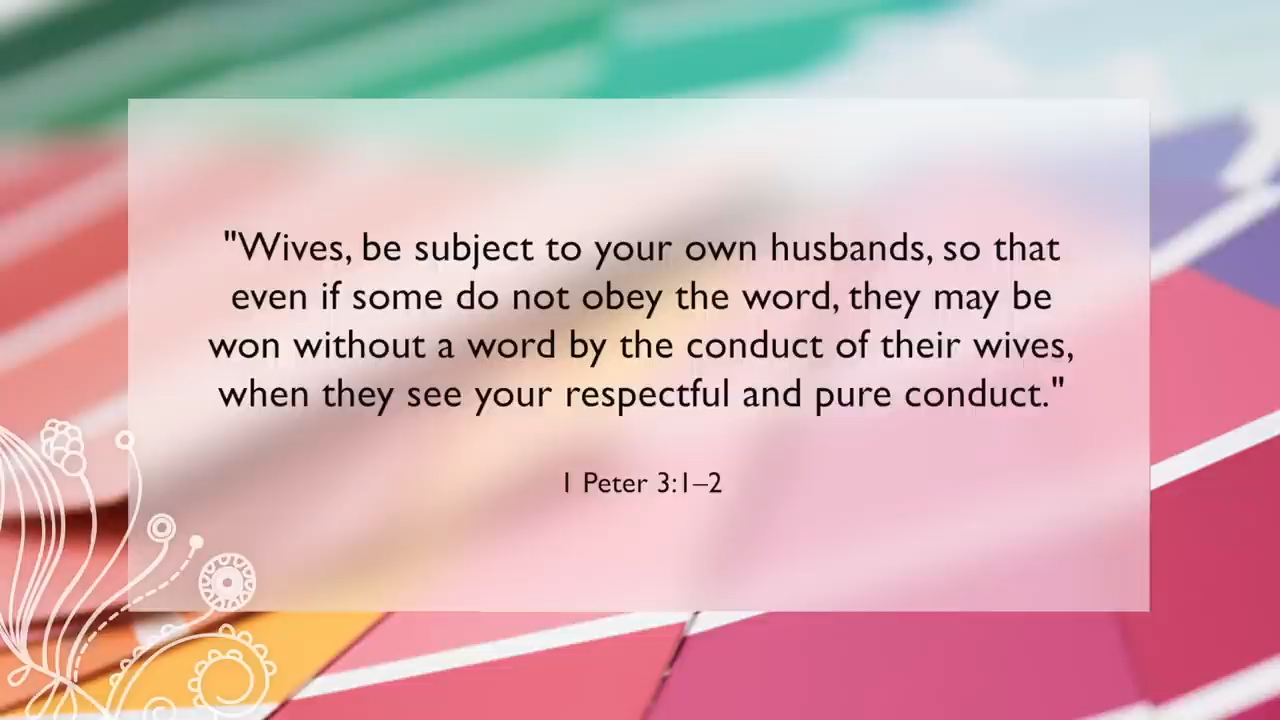 "Wives, be subject to your own husbands, so that
even if some do not obey the word, they may be
won without a word by the conduct of their wives,
when they see your respectful and pure conduct."
1 Peter 3:1–2